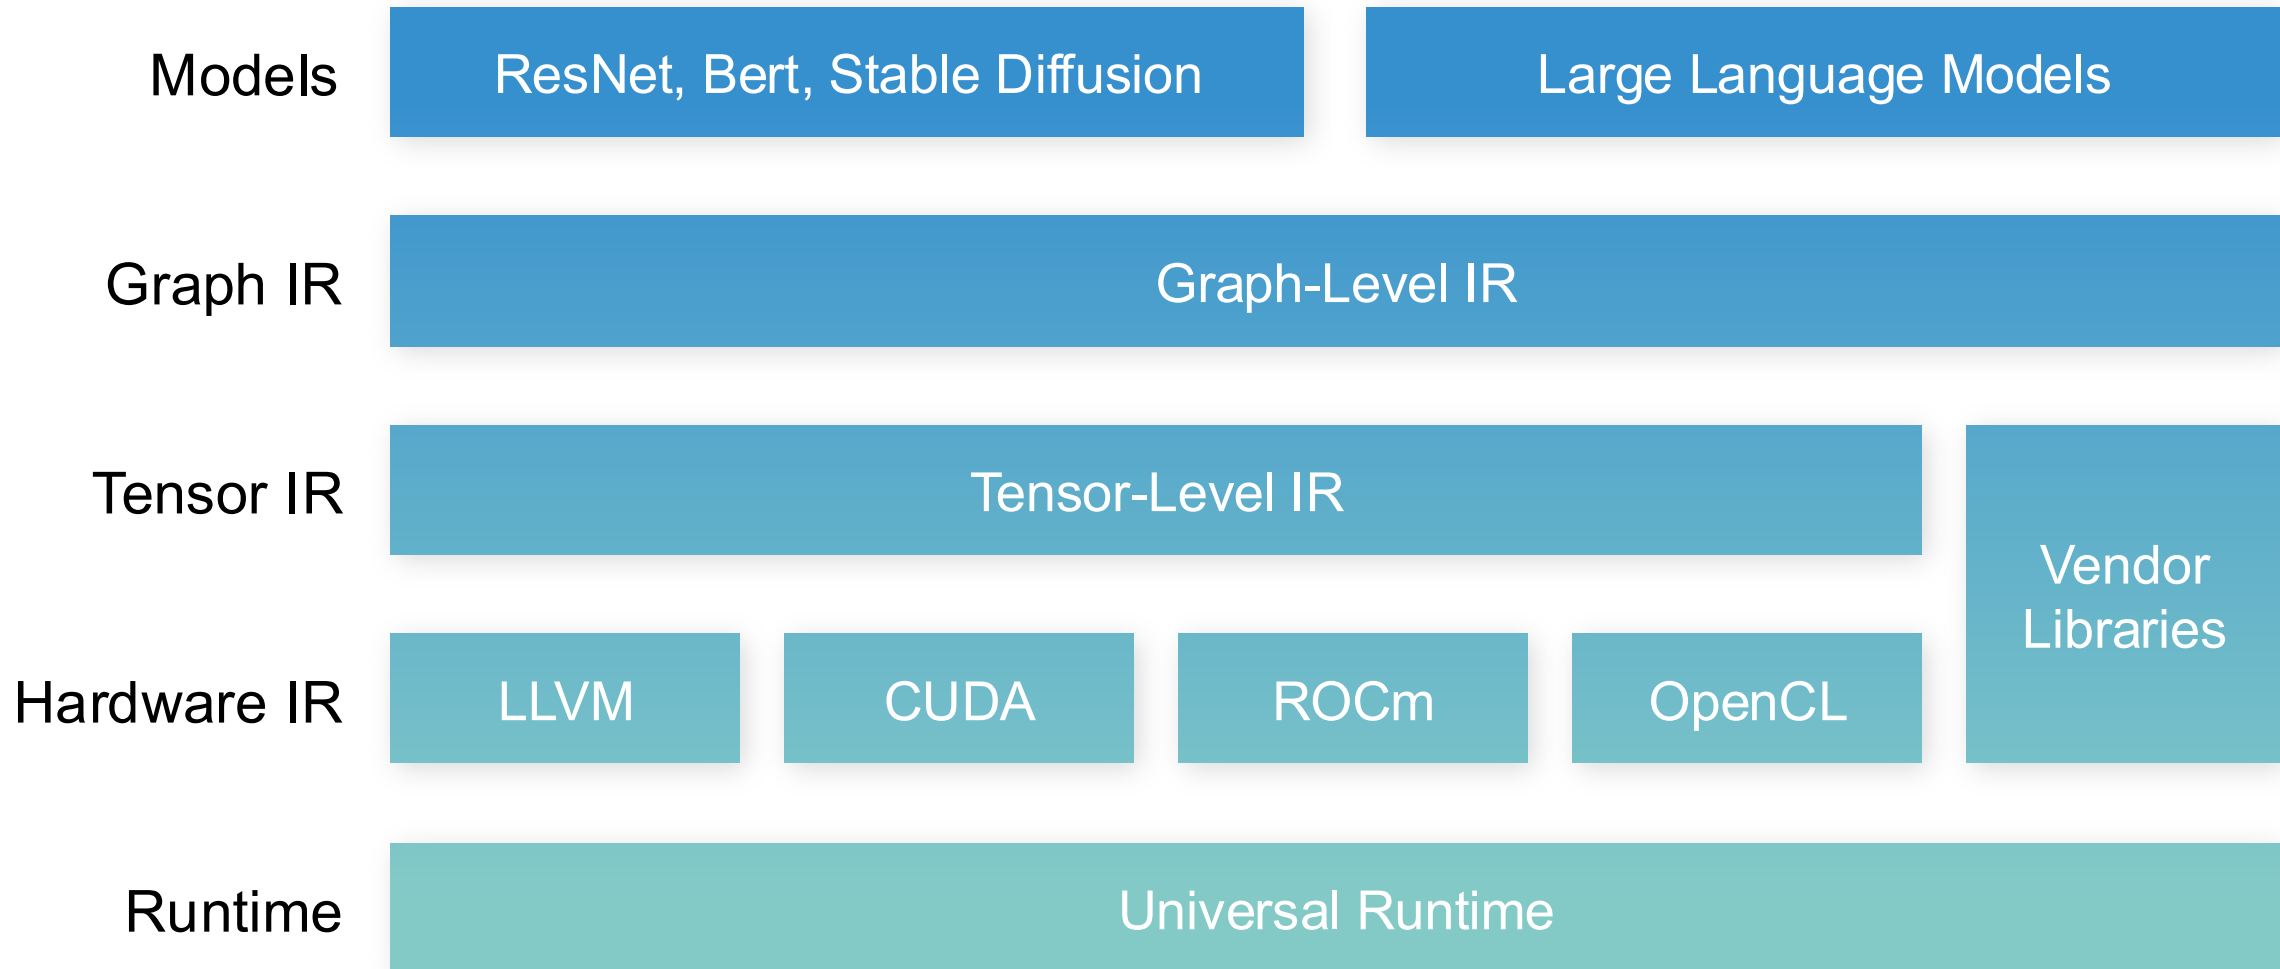 Models
ResNet, Bert, Stable Diffusion
Large Language Models
Graph IR
Graph-Level IR
Tensor IR
Tensor-Level IR
Vendor
Libraries
Hardware IR
LLVM
CUDA
ROCm
OpenCL
Runtime
Universal Runtime